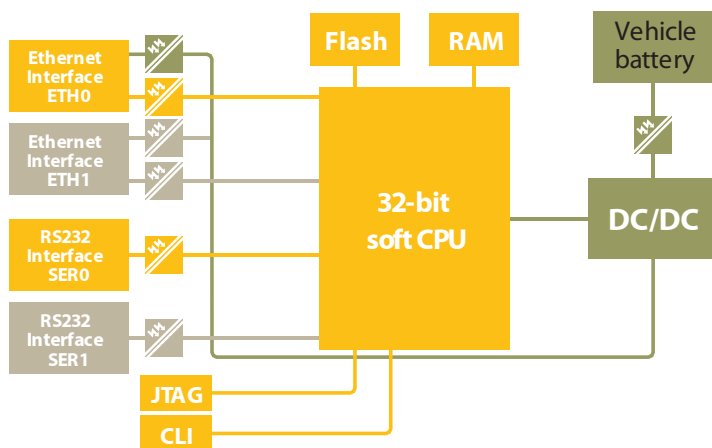 Ethernet
Interface
ETH0
Ethernet
Interface
ETH1
RS232
Interface
SER0
RS232
Interface
SER1
Flash
RAM
Vehicle
battery
32-bit
soft CPU
DC/DC
JTAG
CLI